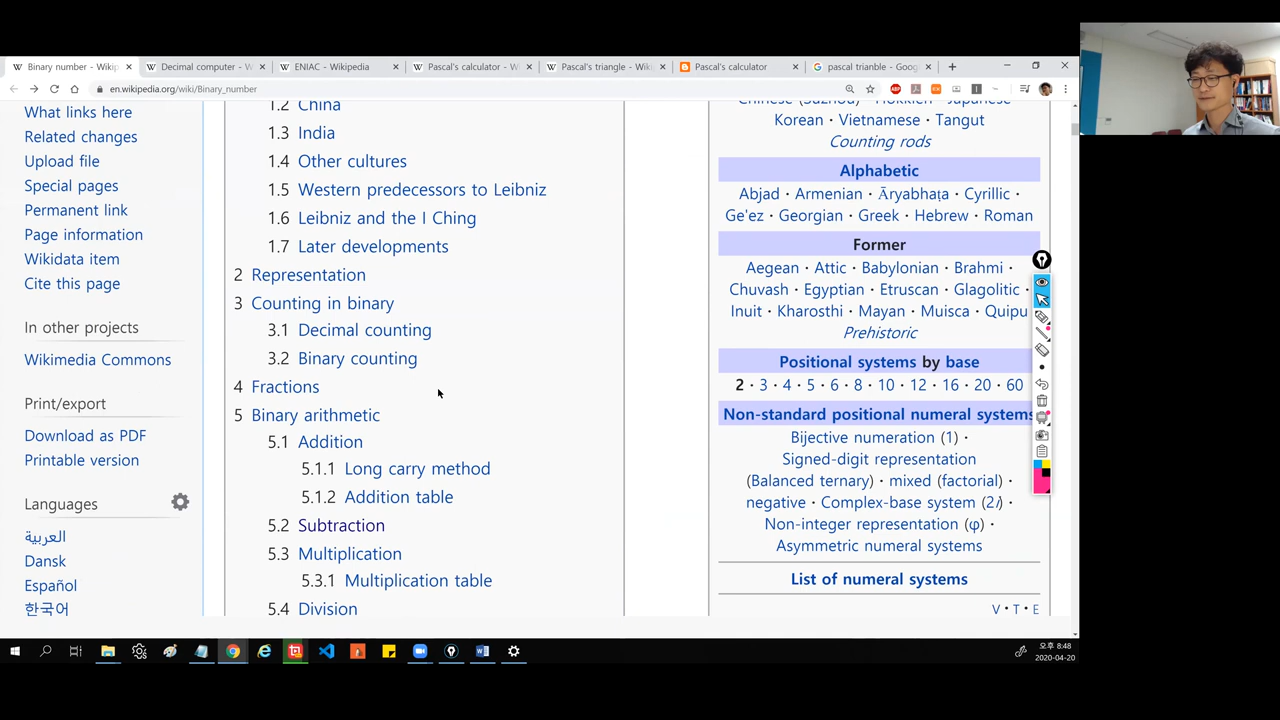 Binary number - Wikip
Decimal computer - W
ENIAC - Wikipedia
Pascal's calculator - W
Pascal's triangle - Wiki
Pascal's calculator
pascal trianble - Goog
en.wikipedia.org/wiki/Binary_number
What links here
Related changes
Upload file
Special pages
Permanent link
Page information
Wikidata item
Cite this page
In other projects
Wikimedia Commons
Print/export
Download as PDF
Printable version
Languages
العربية
Dansk
Español
한국어
1.2 China
1.3 India
1.4 Other cultures
1.5 Western predecessors to Leibniz
1.6 Leibniz and the I Ching
1.7 Later developments
2 Representation
3 Counting in binary
3.1 Decimal counting
3.2 Binary counting
4 Fractions
5 Binary arithmetic
5.1 Addition
5.1.1 Long carry method
5.1.2 Addition table
5.2 Subtraction
5.3 Multiplication
5.3.1 Multiplication table
5.4 Division
Chinese (Suzhou) · Hokkien · Japanese ·
Korean · Vietnamese · Tangut
Counting rods
Alphabetic
Abjad · Armenian · Āryabhaṭa · Cyrillic ·
Ge'ez · Georgian · Greek · Hebrew · Roman
Former
Aegean · Attic · Babylonian · Brahmi ·
Chuvash · Egyptian · Etruscan · Glagolitic ·
Inuit · Kharosthi · Mayan · Muisca · Quipu
Prehistoric
Positional systems by base
2 · 3 · 4 · 5 · 6 · 8 · 10 · 12 · 16 · 20 · 60
Non-standard positional numeral systems
Bijective numeration (1) ·
Signed-digit representation
(Balanced ternary) · mixed (factorial) ·
negative · Complex-base system (2i) ·
Non-integer representation (φ) ·
Asymmetric numeral systems
List of numeral systems
V · T · E
오후 8:48
2020-04-20